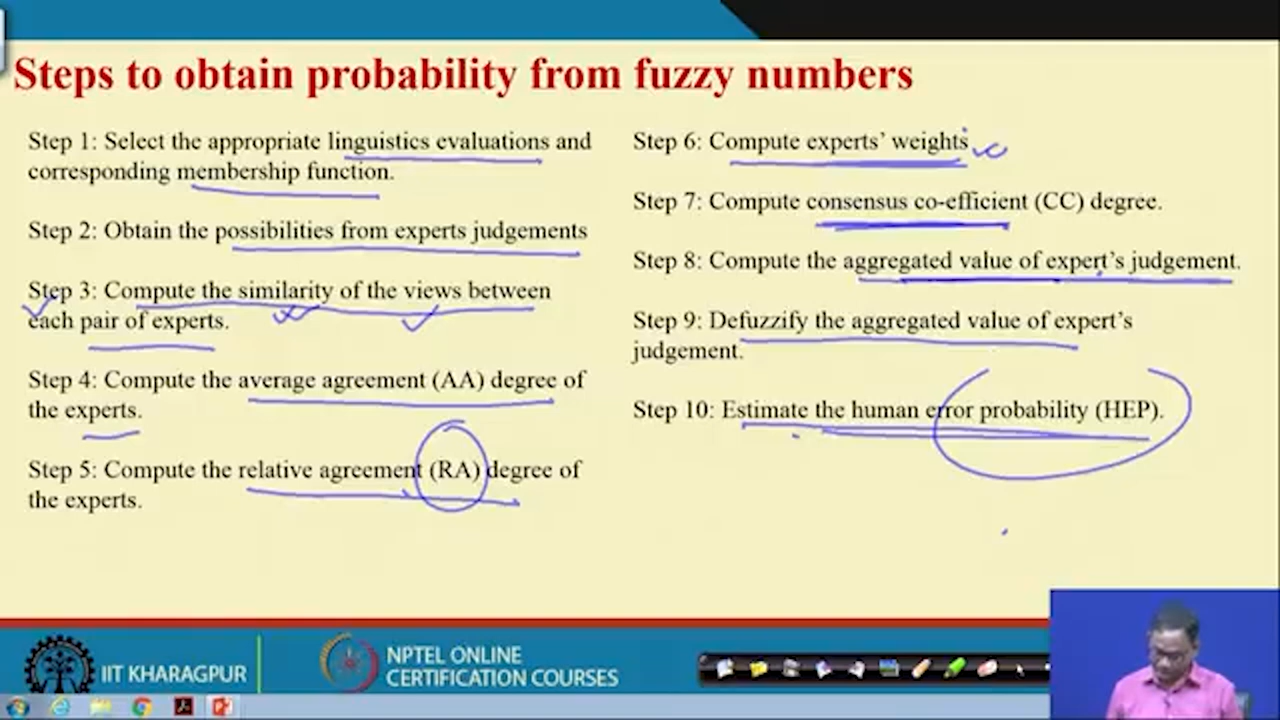 Steps to obtain probability from fuzzy numbers
Step 1: Select the appropriate linguistics evaluations and
corresponding membership function.
Step 2: Obtain the possibilities from experts judgements
Step 3: Compute the similarity of the views between
each pair of experts.
Step 4: Compute the average agreement (AA) degree of
the experts.
Step 5: Compute the relative agreement (RA) degree of
the experts.
Step 6: Compute experts' weights
Step 7: Compute consensus co-efficient (CC) degree.
Step 8: Compute the aggregated value of expert's judgement.
Step 9: Defuzzify the aggregated value of expert's
judgement.
Step 10: Estimate the human error probability (HEP).
IIT KHARAGPUR
NPTEL ONLINE
CERTIFICATION COURSES